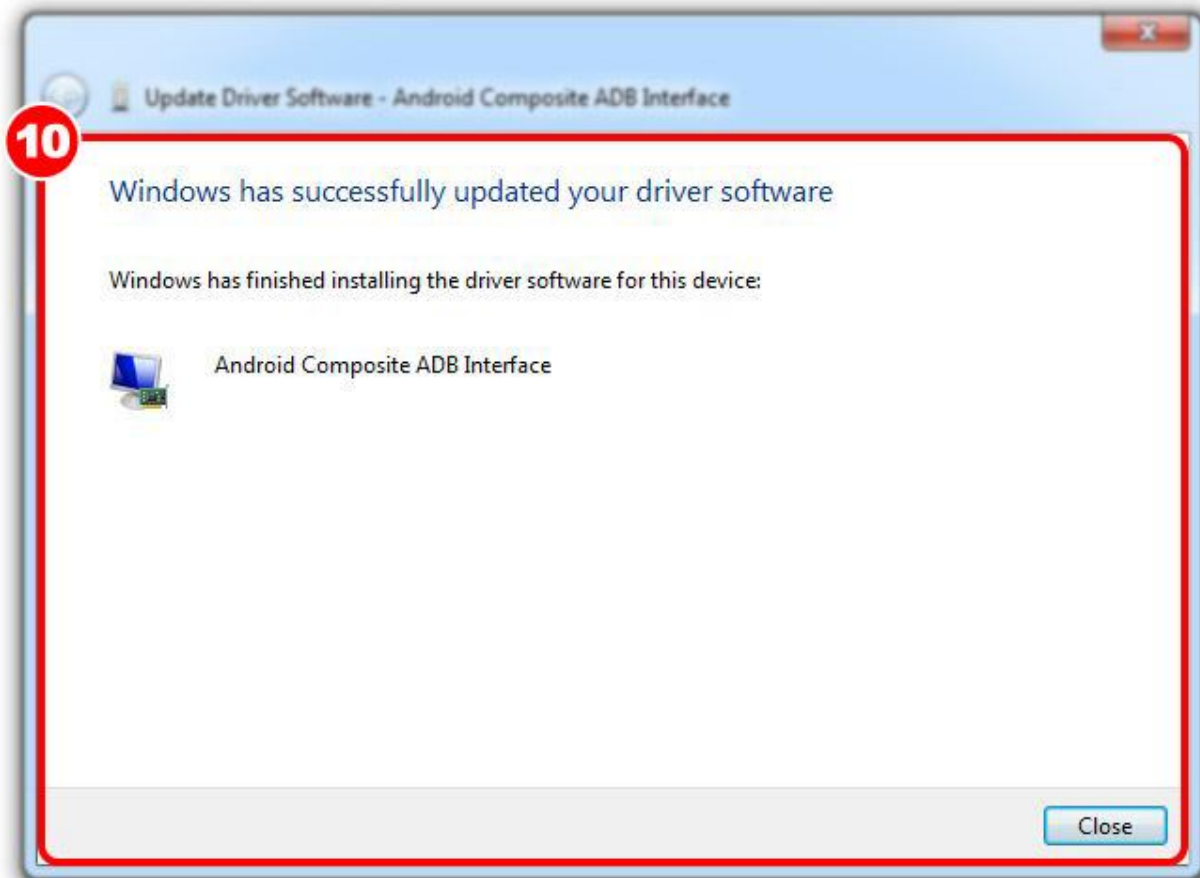 Update Driver Software - Android Composite ADB Interface
10
Windows has successfully updated your driver software
Windows has finished installing the driver software for this device:
Android Composite ADB Interface
Close